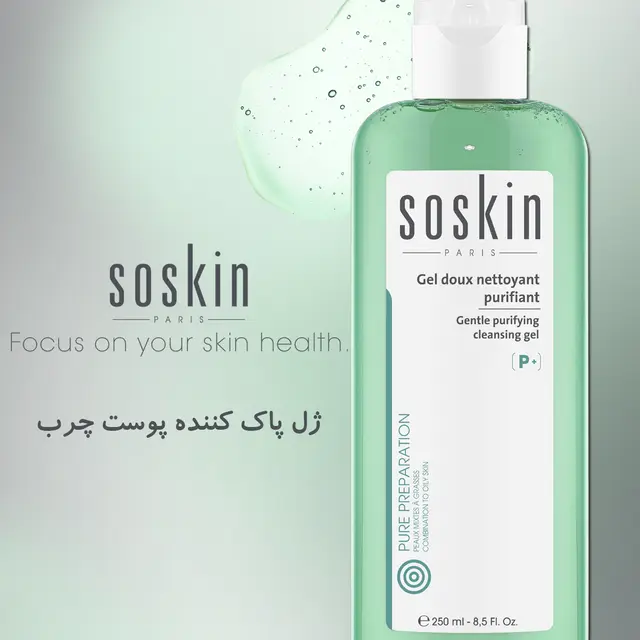 soskin
PARIS
Focus on your skin health.
ژل پاک کننده پوست چرب
soskin
PARIS
Gel doux nettoyant
purifiant
Gentle purifying
cleansing gel
[P+]
PURE PREPARATION
PEAUX MIXTES À GRASSES
COMBINATION TO OILY SKIN
℮ 250 ml - 8,5 Fl. Oz.